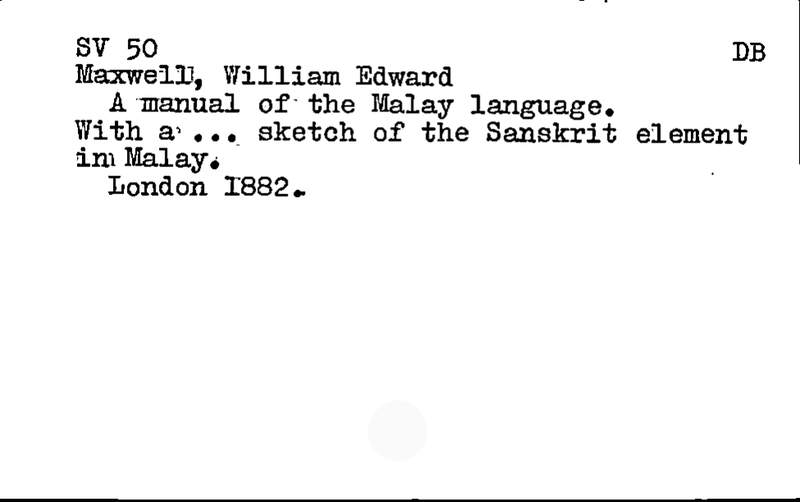 SV 50 DB
Maxwell, William Edward
A manual of the Malay language.
With a ... sketch of the Sanskrit element
in Malay.
London 1882.